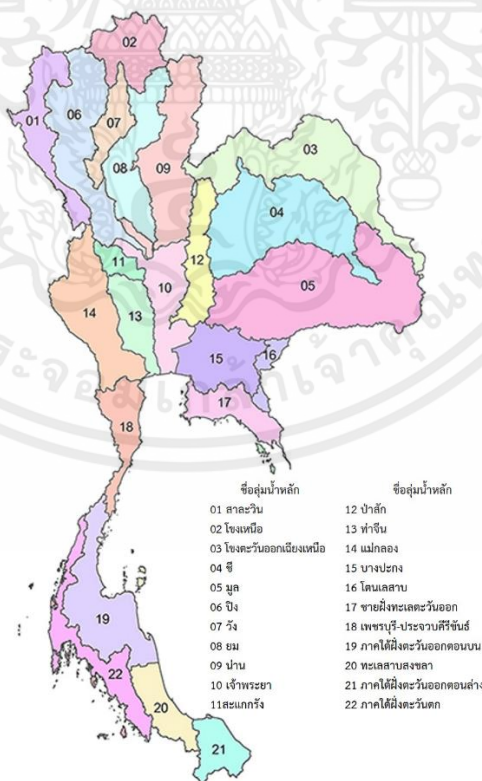 02
01
06
07
03
08
09
04
12
11
10
05
13
14
15
16
17
18
ชื่อลุ่มน้ำหลัก ชื่อลุ่มน้ำหลัก
01 สาละวิน 12 ป่าสัก
02 โขงเหนือ 13 ท่าจีน
03 โขงตะวันออกเฉียงเหนือ 14 แม่กลอง
04 ชี 15 บางปะกง
05 มูล 16 โตนเลสาบ
06 ปิง 17 ชายฝั่งทะเลตะวันออก
07 วัง 18 เพชรบุรี-ประจวบคีรีขันธ์
08 ยม 19 ภาคใต้ฝั่งตะวันออกตอนบน
09 น่าน 20 ทะเลสาบสงขลา
10 เจ้าพระยา 21 ภาคใต้ฝั่งตะวันออกตอนล่าง
11สะแกกรัง 22 ภาคใต้ฝั่งตะวันตก
19
22
20
21